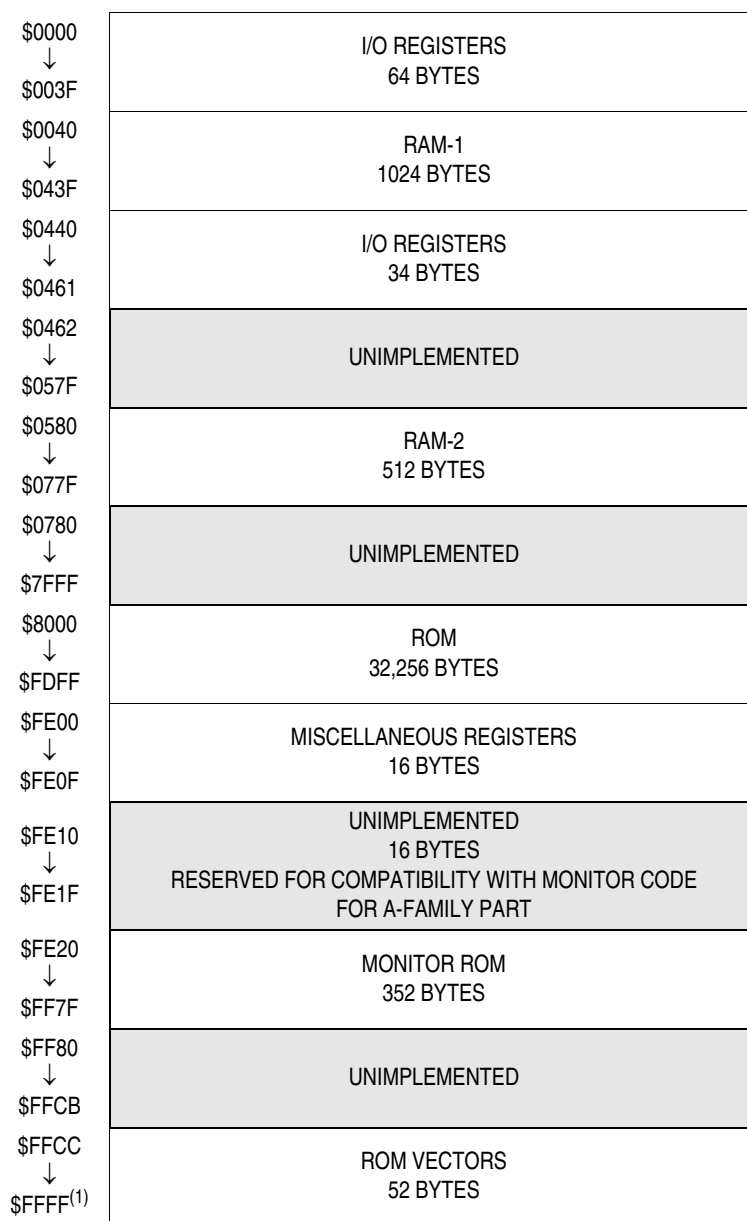 $0000
↓
$003F
I/O REGISTERS
64 BYTES
$0040
↓
$043F
RAM-1
1024 BYTES
$0440
↓
$0461
I/O REGISTERS
34 BYTES
$0462
↓
$057F
UNIMPLEMENTED
$0580
↓
$077F
RAM-2
512 BYTES
$0780
↓
$7FFF
UNIMPLEMENTED
$8000
↓
$FDFF
ROM
32,256 BYTES
$FE00
↓
$FE0F
MISCELLANEOUS REGISTERS
16 BYTES
$FE10
↓
$FE1F
UNIMPLEMENTED
16 BYTES
RESERVED FOR COMPATIBILITY WITH MONITOR CODE
FOR A-FAMILY PART
$FE20
↓
$FF7F
MONITOR ROM
352 BYTES
$FF80
↓
$FFCB
UNIMPLEMENTED
$FFCC
↓
$FFFF(1)
ROM VECTORS
52 BYTES